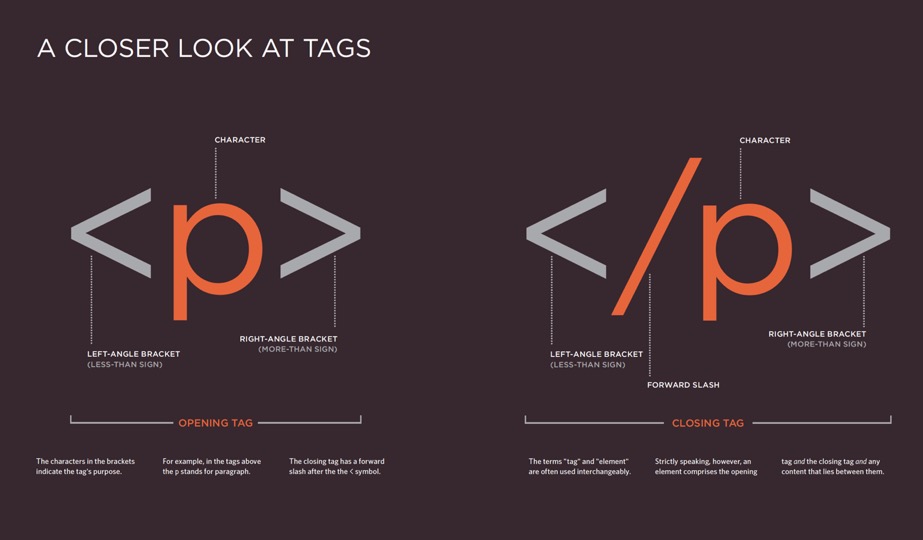 A CLOSER LOOK AT TAGS
CHARACTER
<p>
LEFT-ANGLE BRACKET
(LESS-THAN SIGN)
RIGHT-ANGLE BRACKET
(MORE-THAN SIGN)
OPENING TAG
CHARACTER
</p>
LEFT-ANGLE BRACKET
(LESS-THAN SIGN)
FORWARD SLASH
RIGHT-ANGLE BRACKET
(MORE-THAN SIGN)
CLOSING TAG
The characters in the brackets
indicate the tag's purpose.
For example, in the tags above
the p stands for paragraph.
The closing tag has a forward
slash after the the < symbol.
The terms "tag" and "element"
are often used interchangeably.
Strictly speaking, however, an
element comprises the opening
tag and the closing tag and any
content that lies between them.